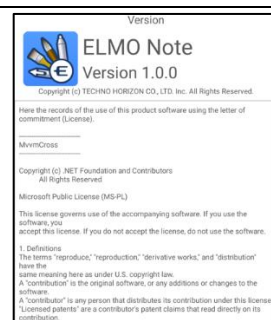 Version
ELMO Note
Version 1.0.0
Copyright (c) TECHNO HORIZON CO., LTD. Inc. All Rights Reserved.
Here the records of the use of this product software using the letter of
commitment (License).
MvvmCross
Copyright (c) .NET Foundation and Contributors
All Rights Reserved
Microsoft Public License (MS-PL)
This license governs use of the accompanying software. If you use the
software, you
accept this license. If you do not accept the license, do not use the software.
1. Definitions
The terms "reproduce," "reproduction," "derivative works," and "distribution"
have the
same meaning here as under U.S. copyright law.
A "contribution" is the original software, or any additions or changes to the
software.
A "contributor" is any person that distributes its contribution under this license.
"Licensed patents" are a contributor's patent claims that read directly on its
contribution.